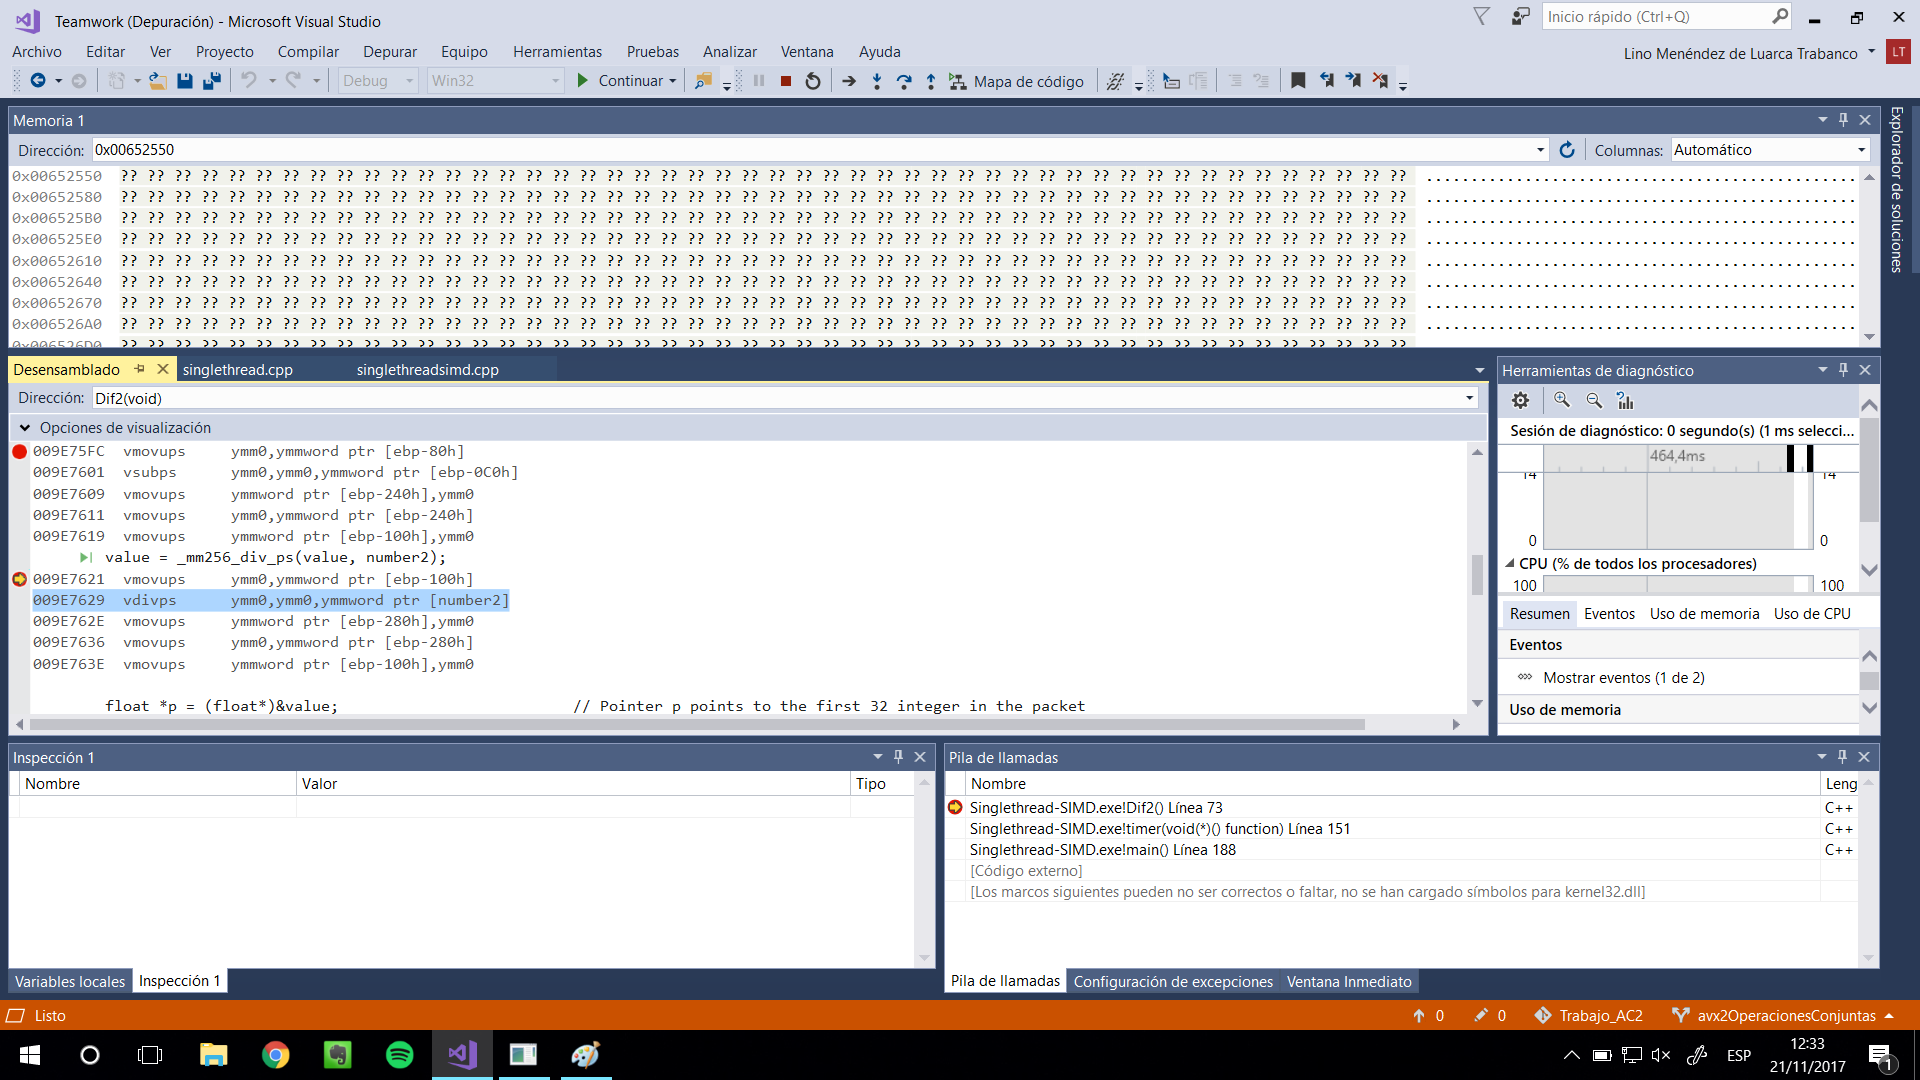 Teamwork (Depuración) - Microsoft Visual Studio
Inicio rápido (Ctrl+Q)
Archivo Editar Ver Proyecto Compilar Depurar Equipo Herramientas Pruebas Analizar Ventana Ayuda
Lino Menéndez de Luarca Trabanco LT
Debug Win32 Continuar Mapa de código
Memoria 1
Dirección: 0x00652550 Columnas: Automático
0x00652550 ?? ?? ?? ?? ?? ?? ?? ?? ?? ?? ?? ?? ?? ?? ?? ?? ?? ?? ?? ?? ?? ?? ?? ?? ?? ?? ?? ?? ?? ?? ?? ?? ?? ?? ?? ?? ?? ?? ?? ?? ?? ?? ?? ?? ?? ?? ?? ?? ................................................
0x00652580 ?? ?? ?? ?? ?? ?? ?? ?? ?? ?? ?? ?? ?? ?? ?? ?? ?? ?? ?? ?? ?? ?? ?? ?? ?? ?? ?? ?? ?? ?? ?? ?? ?? ?? ?? ?? ?? ?? ?? ?? ?? ?? ?? ?? ?? ?? ?? ?? ................................................
0x006525B0 ?? ?? ?? ?? ?? ?? ?? ?? ?? ?? ?? ?? ?? ?? ?? ?? ?? ?? ?? ?? ?? ?? ?? ?? ?? ?? ?? ?? ?? ?? ?? ?? ?? ?? ?? ?? ?? ?? ?? ?? ?? ?? ?? ?? ?? ?? ?? ?? ................................................
0x006525E0 ?? ?? ?? ?? ?? ?? ?? ?? ?? ?? ?? ?? ?? ?? ?? ?? ?? ?? ?? ?? ?? ?? ?? ?? ?? ?? ?? ?? ?? ?? ?? ?? ?? ?? ?? ?? ?? ?? ?? ?? ?? ?? ?? ?? ?? ?? ?? ?? ................................................
0x00652610 ?? ?? ?? ?? ?? ?? ?? ?? ?? ?? ?? ?? ?? ?? ?? ?? ?? ?? ?? ?? ?? ?? ?? ?? ?? ?? ?? ?? ?? ?? ?? ?? ?? ?? ?? ?? ?? ?? ?? ?? ?? ?? ?? ?? ?? ?? ?? ?? ................................................
0x00652640 ?? ?? ?? ?? ?? ?? ?? ?? ?? ?? ?? ?? ?? ?? ?? ?? ?? ?? ?? ?? ?? ?? ?? ?? ?? ?? ?? ?? ?? ?? ?? ?? ?? ?? ?? ?? ?? ?? ?? ?? ?? ?? ?? ?? ?? ?? ?? ?? ................................................
0x00652670 ?? ?? ?? ?? ?? ?? ?? ?? ?? ?? ?? ?? ?? ?? ?? ?? ?? ?? ?? ?? ?? ?? ?? ?? ?? ?? ?? ?? ?? ?? ?? ?? ?? ?? ?? ?? ?? ?? ?? ?? ?? ?? ?? ?? ?? ?? ?? ?? ................................................
0x006526A0 ?? ?? ?? ?? ?? ?? ?? ?? ?? ?? ?? ?? ?? ?? ?? ?? ?? ?? ?? ?? ?? ?? ?? ?? ?? ?? ?? ?? ?? ?? ?? ?? ?? ?? ?? ?? ?? ?? ?? ?? ?? ?? ?? ?? ?? ?? ?? ?? ................................................
0x006526D0 ?? ?? ?? ?? ?? ?? ?? ?? ?? ?? ?? ?? ?? ?? ?? ?? ?? ?? ?? ?? ?? ?? ?? ?? ?? ?? ?? ?? ?? ?? ?? ?? ?? ?? ?? ?? ?? ?? ?? ?? ?? ?? ?? ?? ?? ?? ?? ??
Explorador de soluciones
Desensamblado singlethread.cpp singlethreadsimd.cpp
Dirección: Dif2(void)
Opciones de visualización
009E75FC vmovups ymm0,ymmword ptr [ebp-80h]
009E7601 vsubps ymm0,ymm0,ymmword ptr [ebp-0C0h]
009E7609 vmovups ymmword ptr [ebp-240h],ymm0
009E7611 vmovups ymm0,ymmword ptr [ebp-240h]
009E7619 vmovups ymmword ptr [ebp-100h],ymm0
value = _mm256_div_ps(value, number2);
009E7621 vmovups ymm0,ymmword ptr [ebp-100h]
009E7629 vdivps ymm0,ymm0,ymmword ptr [number2]
009E762E vmovups ymmword ptr [ebp-280h],ymm0
009E7636 vmovups ymm0,ymmword ptr [ebp-280h]
009E763E vmovups ymmword ptr [ebp-100h],ymm0
float *p = (float*)&value; // Pointer p points to the first 32 integer in the packet
Herramientas de diagnóstico
Sesión de diagnóstico: 0 segundo(s) (1 ms selecci...
464,4ms
14 14
0 0
CPU (% de todos los procesadores)
100 100
Resumen Eventos Uso de memoria Uso de CPU
Eventos
Mostrar eventos (1 de 2)
Uso de memoria
Inspección 1
Nombre Valor Tipo
Variables locales Inspección 1
Pila de llamadas
Nombre Leng
Singlethread-SIMD.exe!Dif2() Línea 73 C++
Singlethread-SIMD.exe!timer(void(*)() function) Línea 151 C++
Singlethread-SIMD.exe!main() Línea 188 C++
[Código externo]
[Los marcos siguientes pueden no ser correctos o faltar, no se han cargado símbolos para kernel32.dll]
Pila de llamadas Configuración de excepciones Ventana Inmediato
Listo 0 0 Trabajo_AC2 avx2OperacionesConjuntas
ESP 12:33
21/11/2017 1